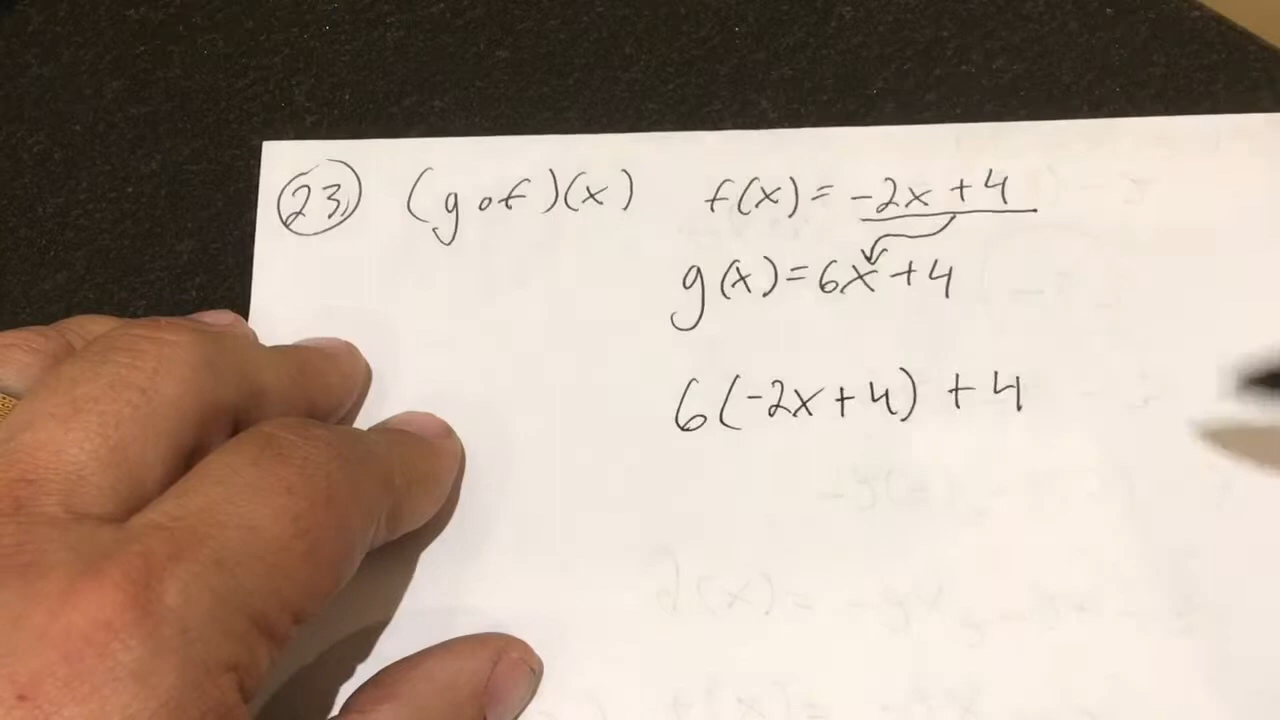 23. (g o f)(x) f(x) = -2x + 4
g(x) = 6x + 4
6(-2x + 4) + 4